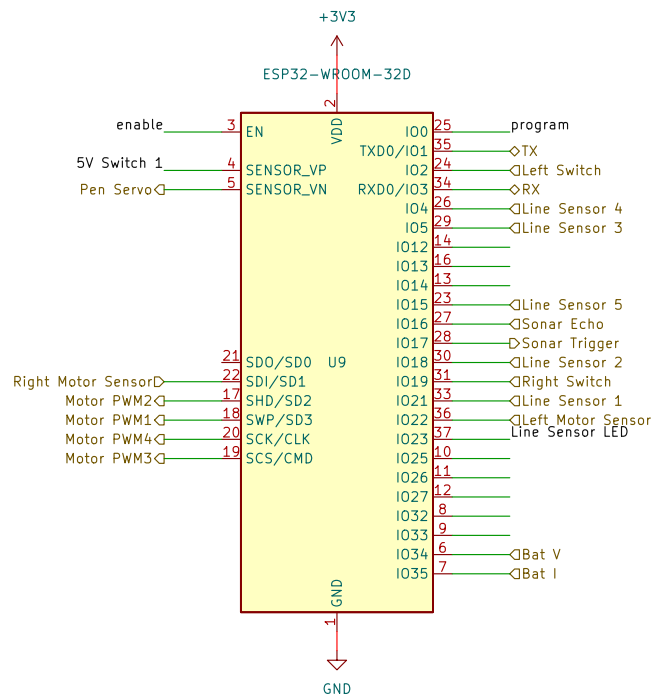 +3V3
ESP32-WROOM-32D
2
VDD
enable 3 EN IO0 25 program
TXD0/IO1 35 TX
5V Switch 1 4 SENSOR_VP IO2 24 Left Switch
Pen Servo 5 SENSOR_VN RXD0/IO3 34 RX
IO4 26 Line Sensor 4
IO5 29 Line Sensor 3
IO12 14
IO13 16
IO14 13
IO15 23 Line Sensor 5
IO16 27 Sonar Echo
IO17 28 Sonar Trigger
21 SDO/SD0 U9 IO18 30 Line Sensor 2
Right Motor Sensor 22 SDI/SD1 IO19 31 Right Switch
Motor PWM2 17 SHD/SD2 IO21 33 Line Sensor 1
Motor PWM1 18 SWP/SD3 IO22 36 Left Motor Sensor
Motor PWM4 20 SCK/CLK IO23 37 Line Sensor LED
Motor PWM3 19 SCS/CMD IO25 10
IO26 11
IO27 12
IO32 8
IO33 9
IO34 6 Bat V
IO35 7 Bat I
GND
1
GND